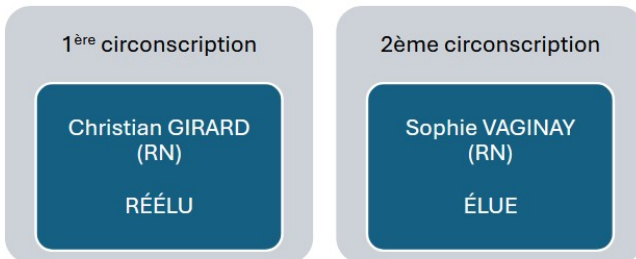 1ère circonscription
Christian GIRARD
(RN)
RÉÉLU
2ème circonscription
Sophie VAGINAY
(RN)
ÉLUE